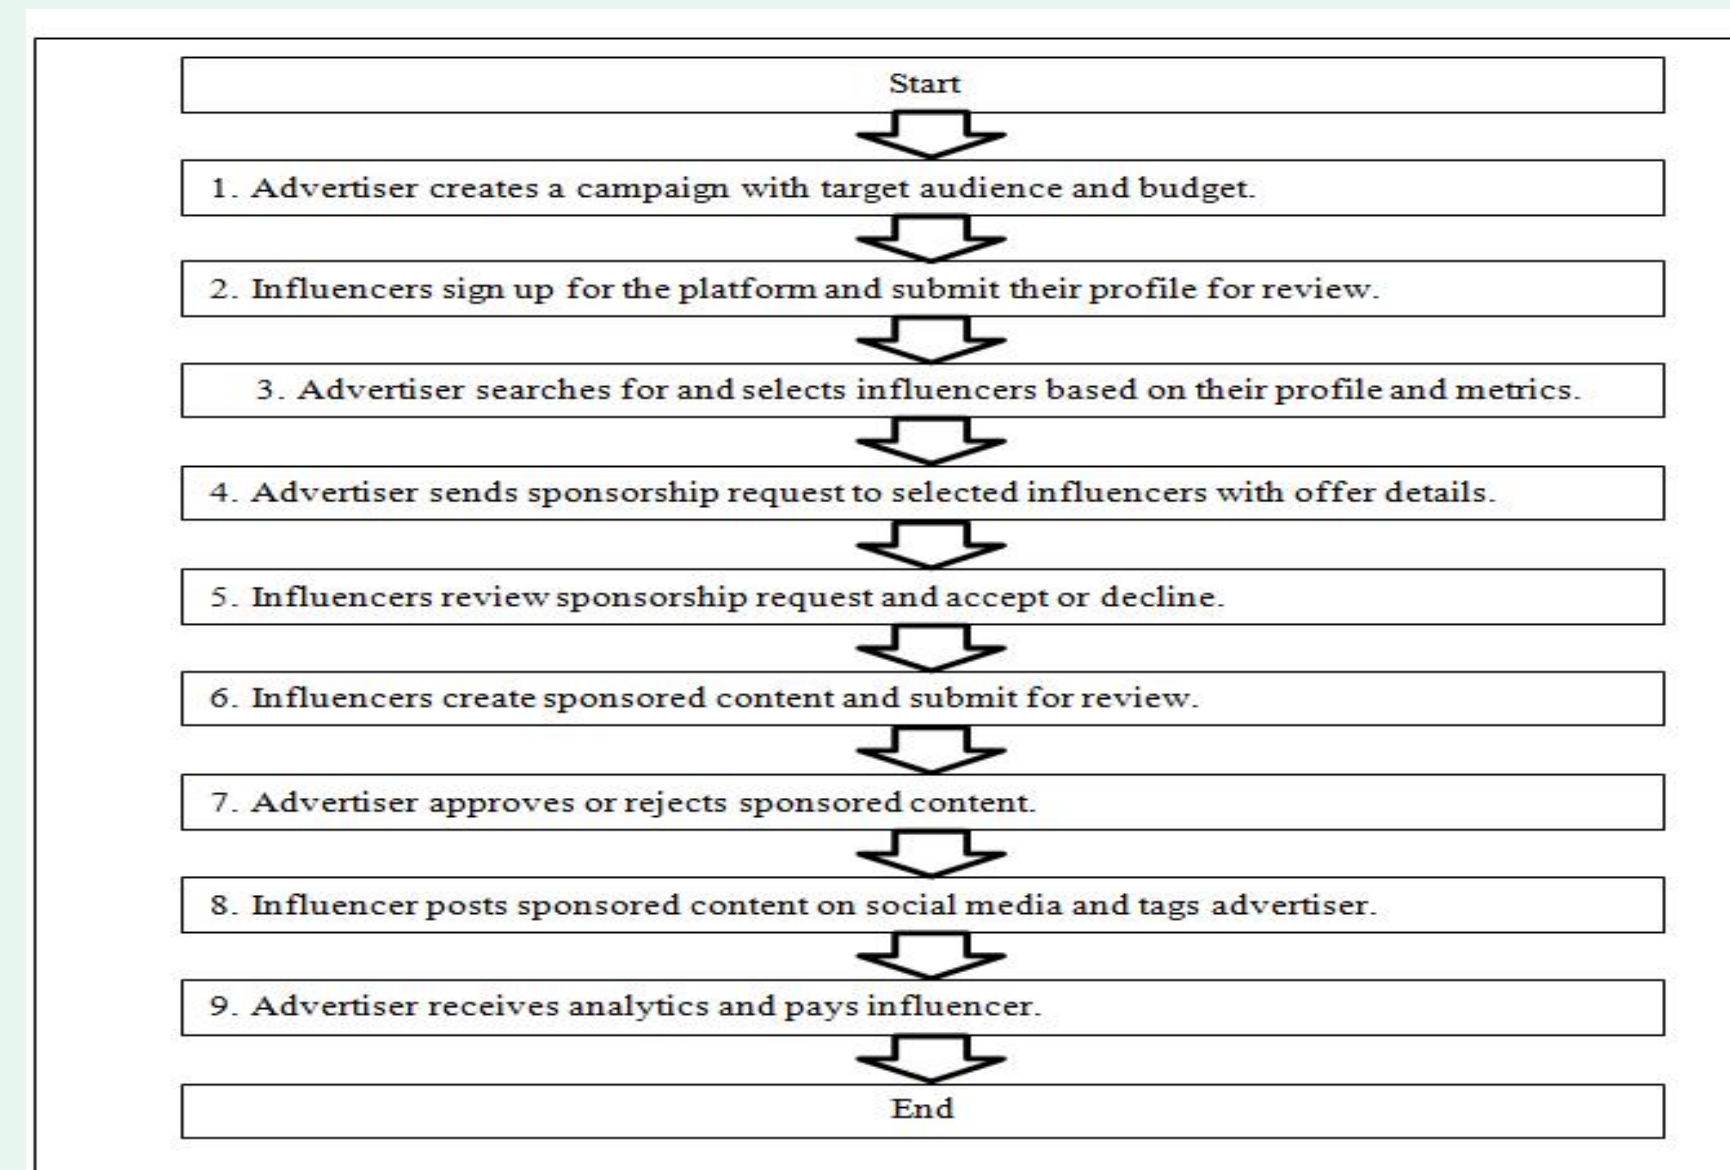 Start
1. Advertiser creates a campaign with target audience and budget.
2. Influencers sign up for the platform and submit their profile for review.
3. Advertiser searches for and selects influencers based on their profile and metrics.
4. Advertiser sends sponsorship request to selected influencers with offer details.
5. Influencers review sponsorship request and accept or decline.
6. Influencers create sponsored content and submit for review.
7. Advertiser approves or rejects sponsored content.
8. Influencer posts sponsored content on social media and tags advertiser.
9. Advertiser receives analytics and pays influencer.
End